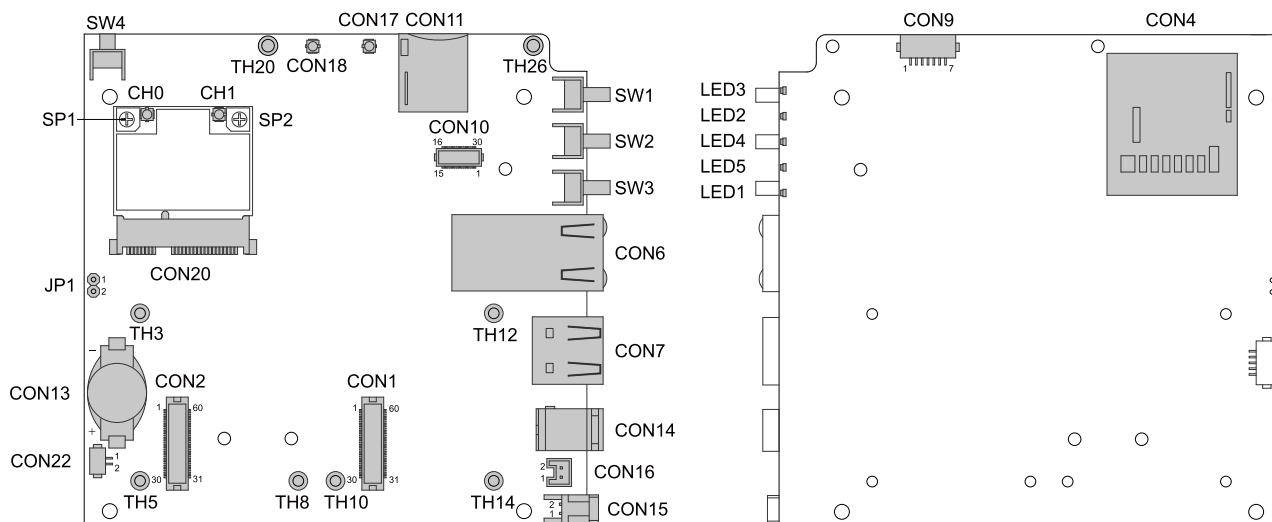 SW4
CON17 CON11
CON9
CON4
TH20
CON18
TH26
CH0
CH1
SP1
SP2
SW1
CON10
16
30
15
1
SW2
SW3
1
7
LED3
LED2
LED4
LED5
LED1
CON6
CON20
JP1
1
2
TH3
TH12
CON7
−
CON13
+
CON2
1
60
30
31
CON1
1
60
30
31
CON14
CON22
1
2
CON16
2
1
TH5
TH8
TH10
TH14
CON15
2
1